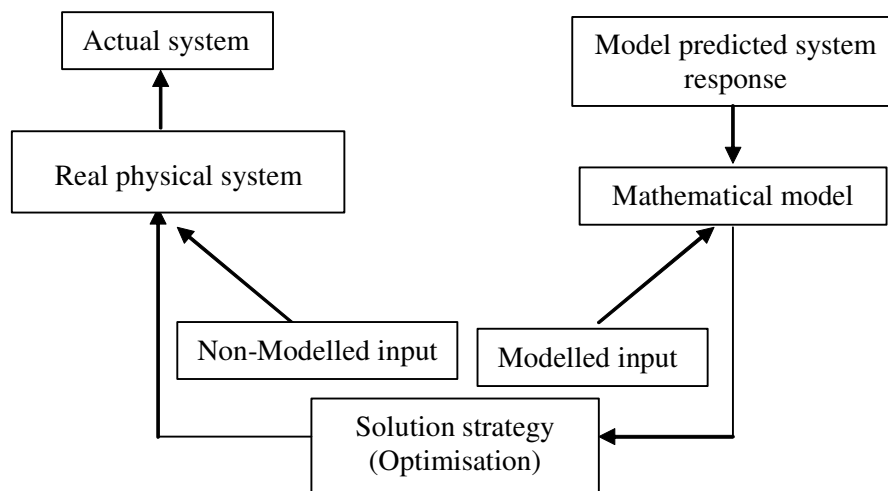 Actual system
Model predicted system
response
Real physical system
Mathematical model
Non-Modelled input
Modelled input
Solution strategy
(Optimisation)